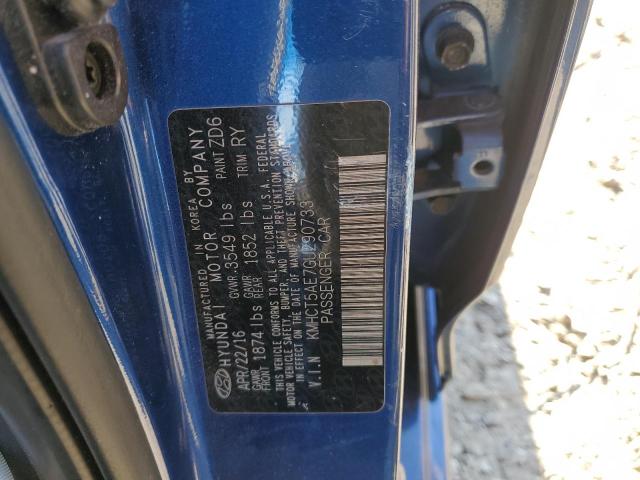 MANUFACTURED IN KOREA BY
HYUNDAI MOTOR COMPANY
APR/22/16 GVWR 3549 lbs PAINT ZD6
GAWR FRONT 1874 lbs GAWR REAR 1852 lbs TRIM RY
THIS VEHICLE CONFORMS TO ALL APPLICABLE U.S.A. FEDERAL
MOTOR VEHICLE SAFETY, BUMPER, AND THEFT PREVENTION STANDARDS
IN EFFECT ON THE DATE OF MANUFACTURE SHOWN ABOVE.
V.I.N KMHCT5AE7GU290733
PASSENGER CAR